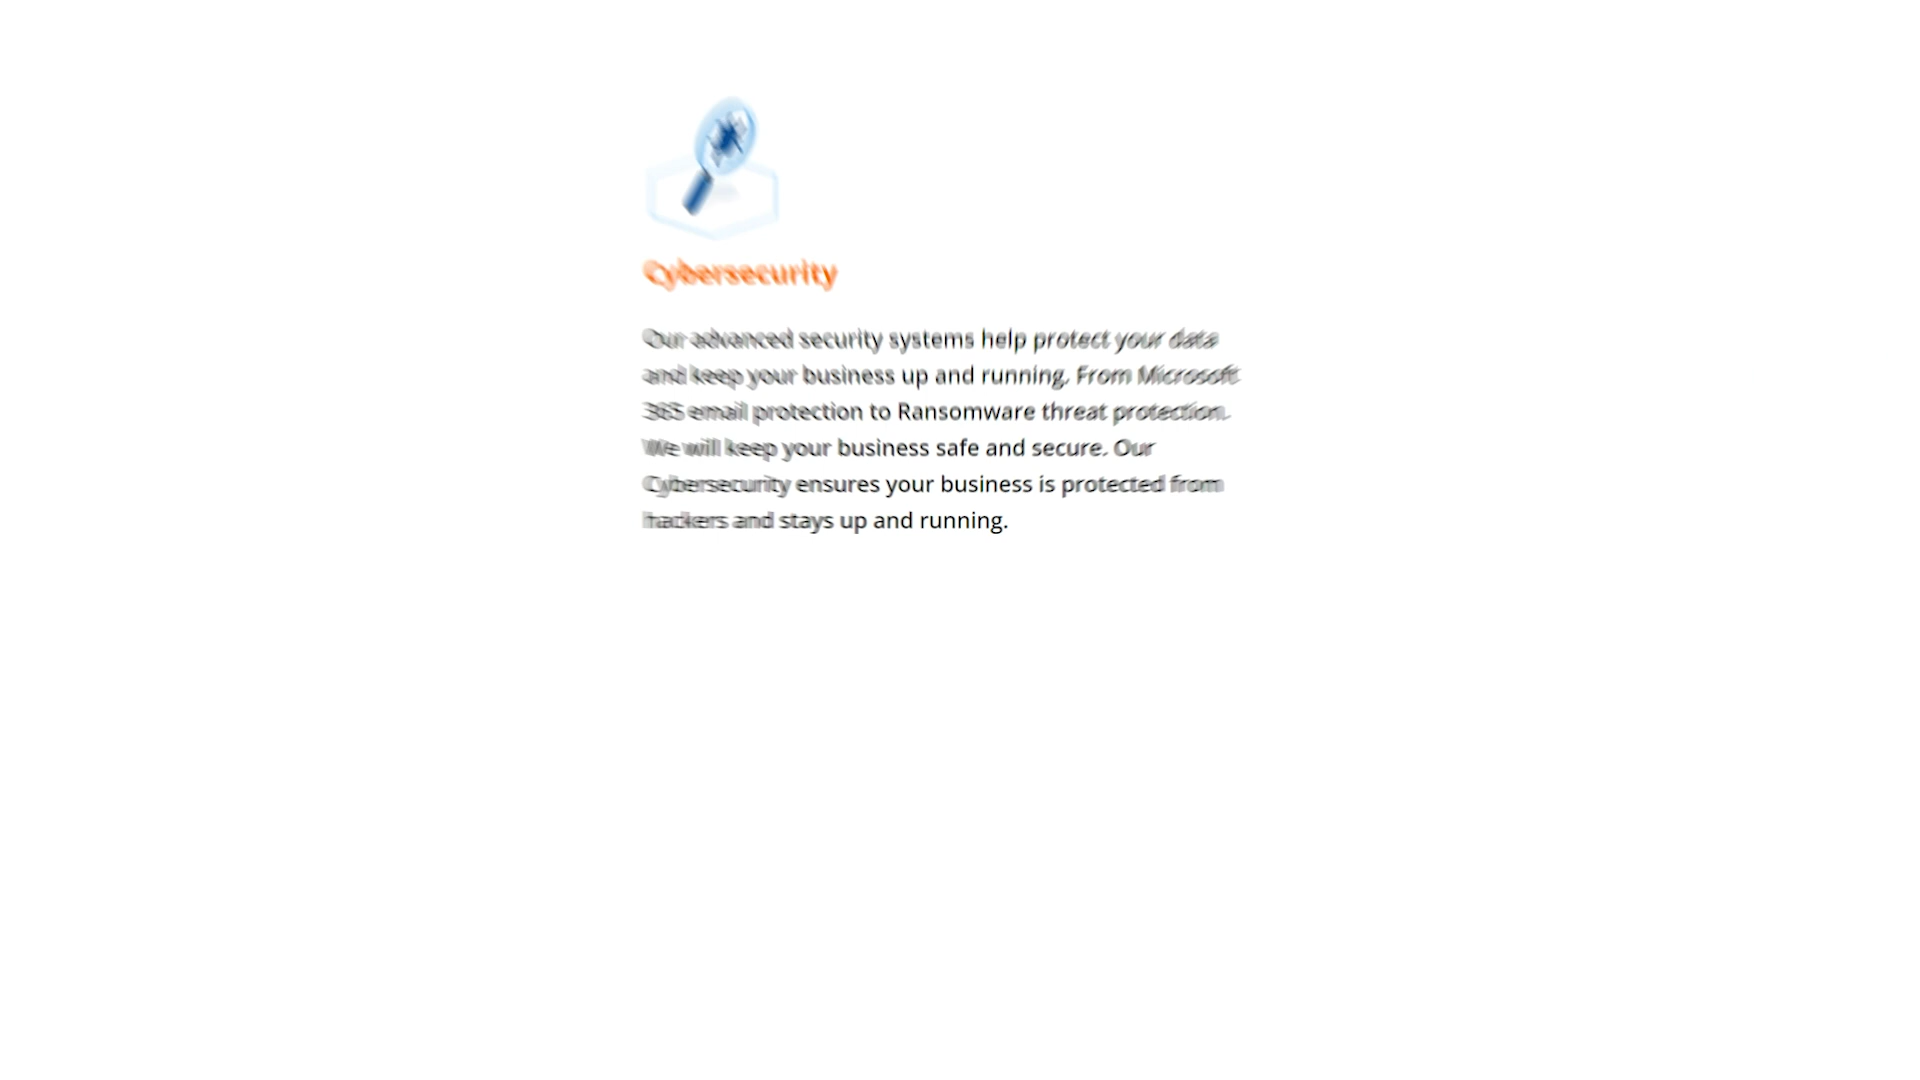 Cybersecurity
Our advanced security systems help protect your data
and keep your business up and running. From Microsoft
365 email protection to Ransomware threat protection.
We will keep your business safe and secure. Our
Cybersecurity ensures your business is protected from
hackers and stays up and running.